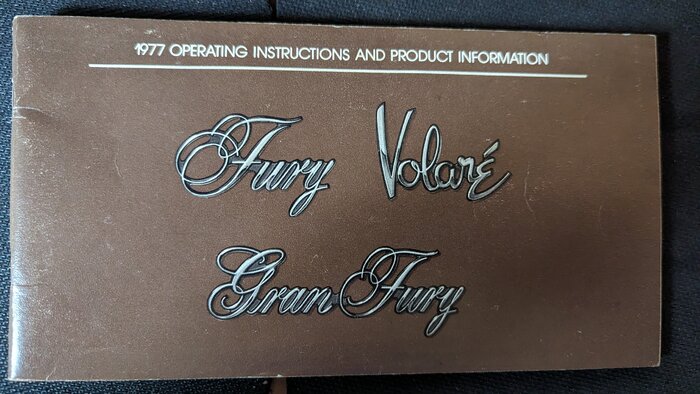 1977 OPERATING INSTRUCTIONS AND PRODUCT INFORMATION
Fury Volaré
Gran Fury